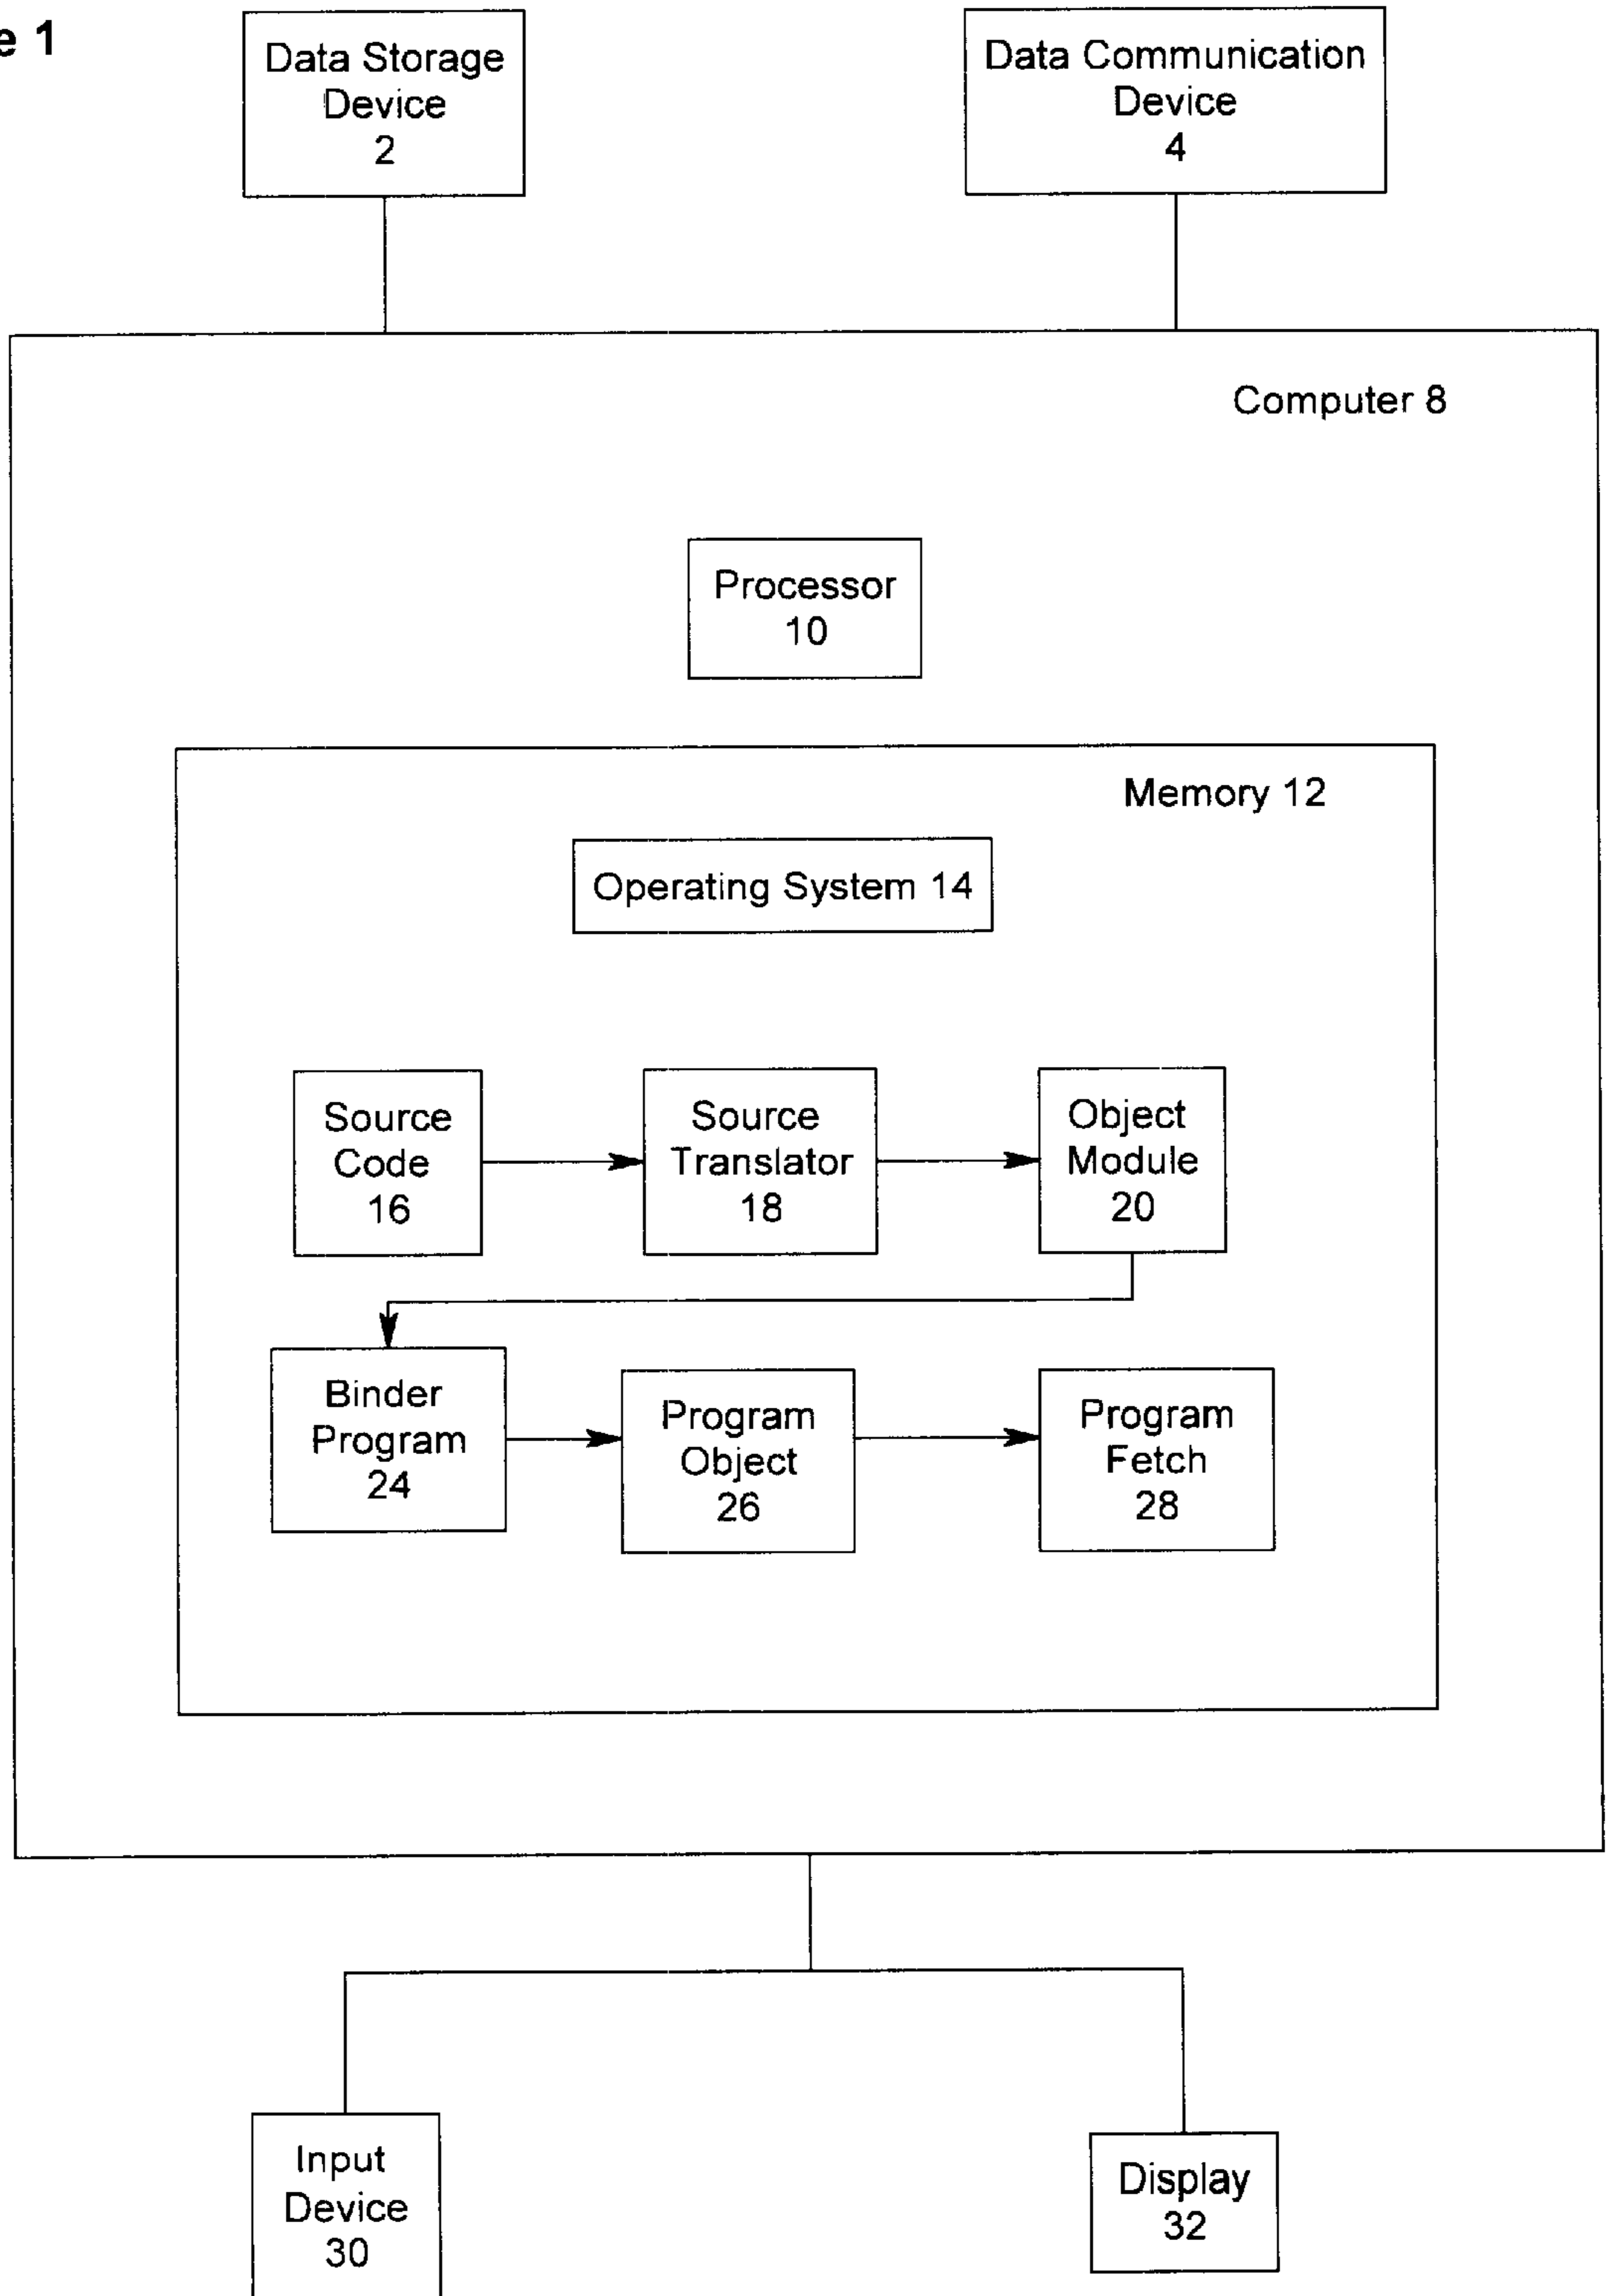 e 1
Data Storage
Device
2
Data Communication
Device
4
Computer 8
Processor
10
Memory 12
Operating System 14
Source
Code
16
Source
Translator
18
Object
Module
20
Binder
Program
24
Program
Object
26
Program
Fetch
28
Input
Device
30
Display
32